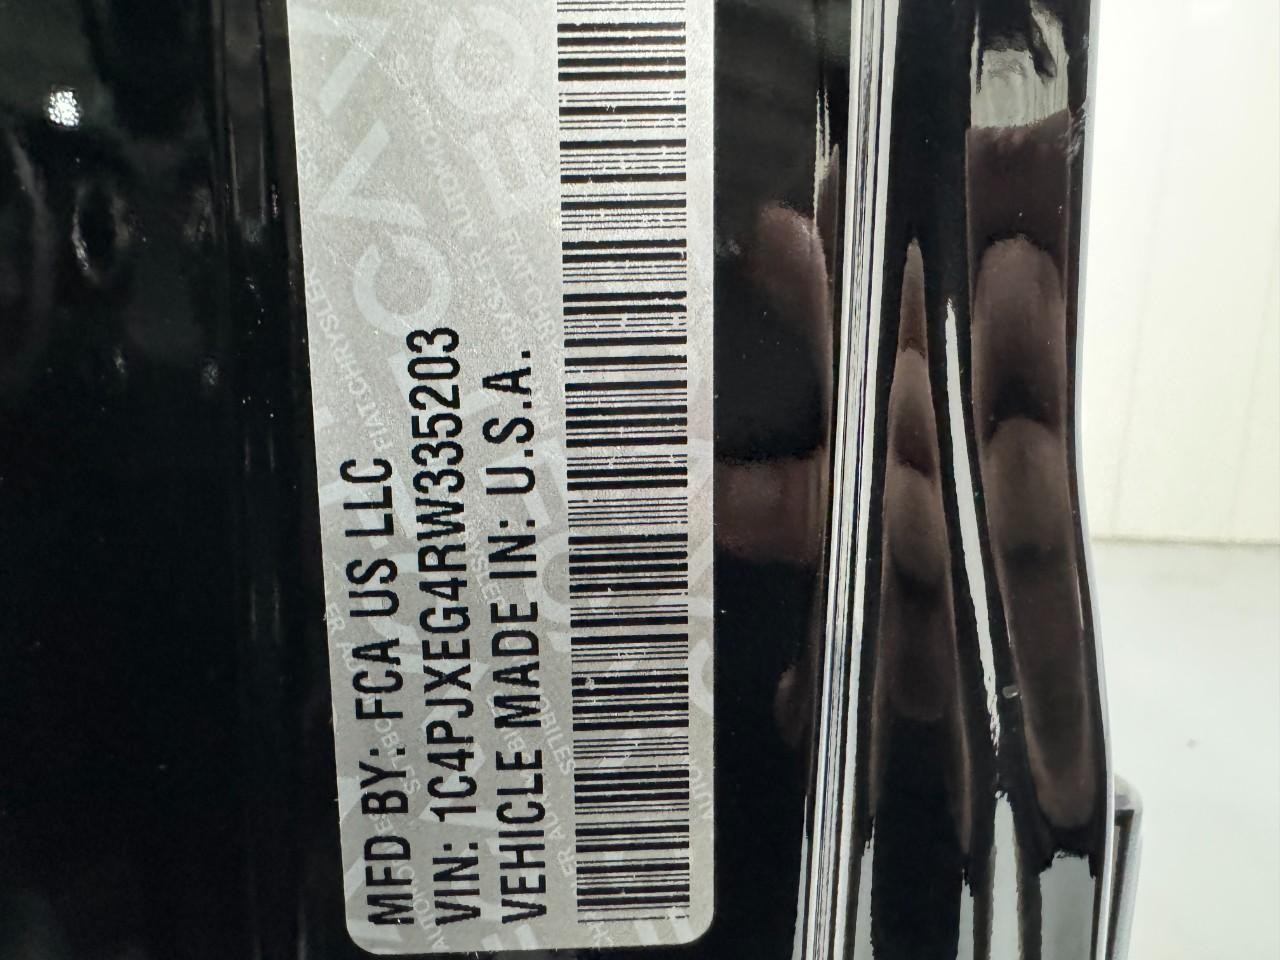 MFD BY: FCA US LLC
VIN: 1C4PJXEG4RW335203
VEHICLE MADE IN: U.S.A.